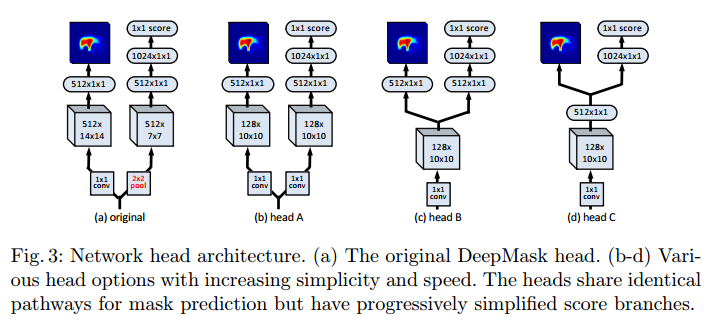 1x1 score
1024x1x1
512x1x1
512x1x1
512x
14x14
512x
7x7
1x1
conv
2x2
pool
(a) original
1x1 score
1024x1x1
512x1x1
512x1x1
128x
10x10
128x
10x10
1x1
conv
1x1
conv
(b) head A
1x1 score
1024x1x1
512x1x1
512x1x1
128x
10x10
1x1
conv
(c) head B
1x1 score
1024x1x1
512x1x1
128x
10x10
1x1
conv
(d) head C
Fig. 3: Network head architecture. (a) The original DeepMask head. (b-d) Vari-
ous head options with increasing simplicity and speed. The heads share identical
pathways for mask prediction but have progressively simplified score branches.